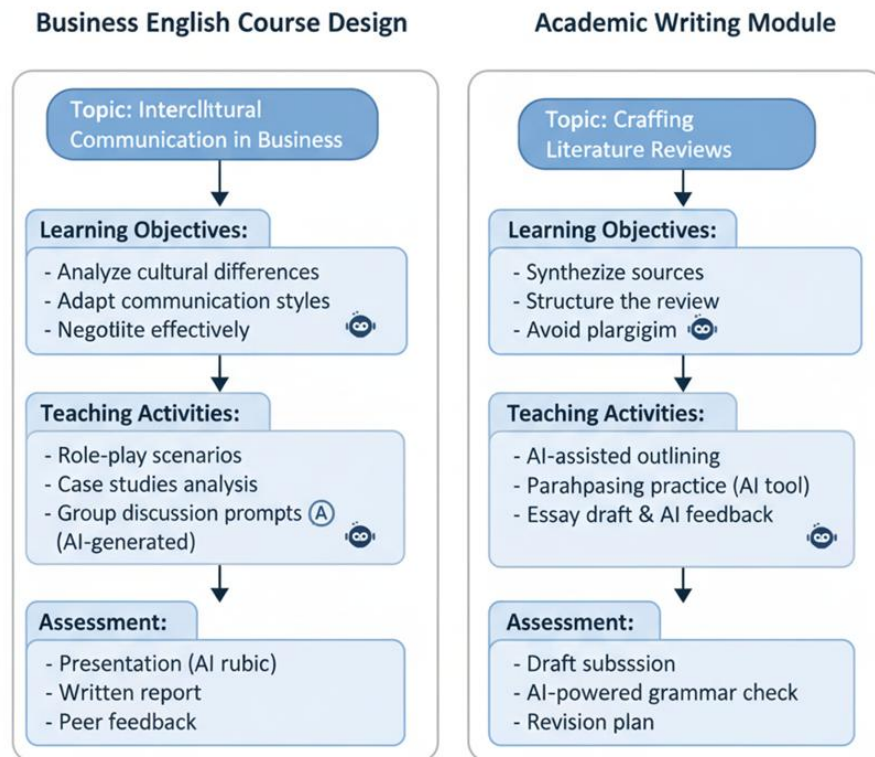 Business English Course Design
Topic: Interclltural
Communication in Business
Learning Objectives:
- Analyze cultural differences
- Adapt communication styles
- Negotlite effectively
Teaching Activities:
- Role-play scenarios
- Case studies analysis
- Group discussion prompts A
(AI-generated)
Assessment:
- Presentation (AI rubic)
- Written report
- Peer feedback
Academic Writing Module
Topic: Craffing
Literature Reviews
Learning Objectives:
- Synthezize sources
- Structure the review
- Avoid plargigim
Teaching Activities:
- AI-assisted outlining
- Parahpasing practice (AI tool)
- Essay draft & AI feedback
Assessment:
- Draft subsssion
- AI-powered grammar check
- Revision plan